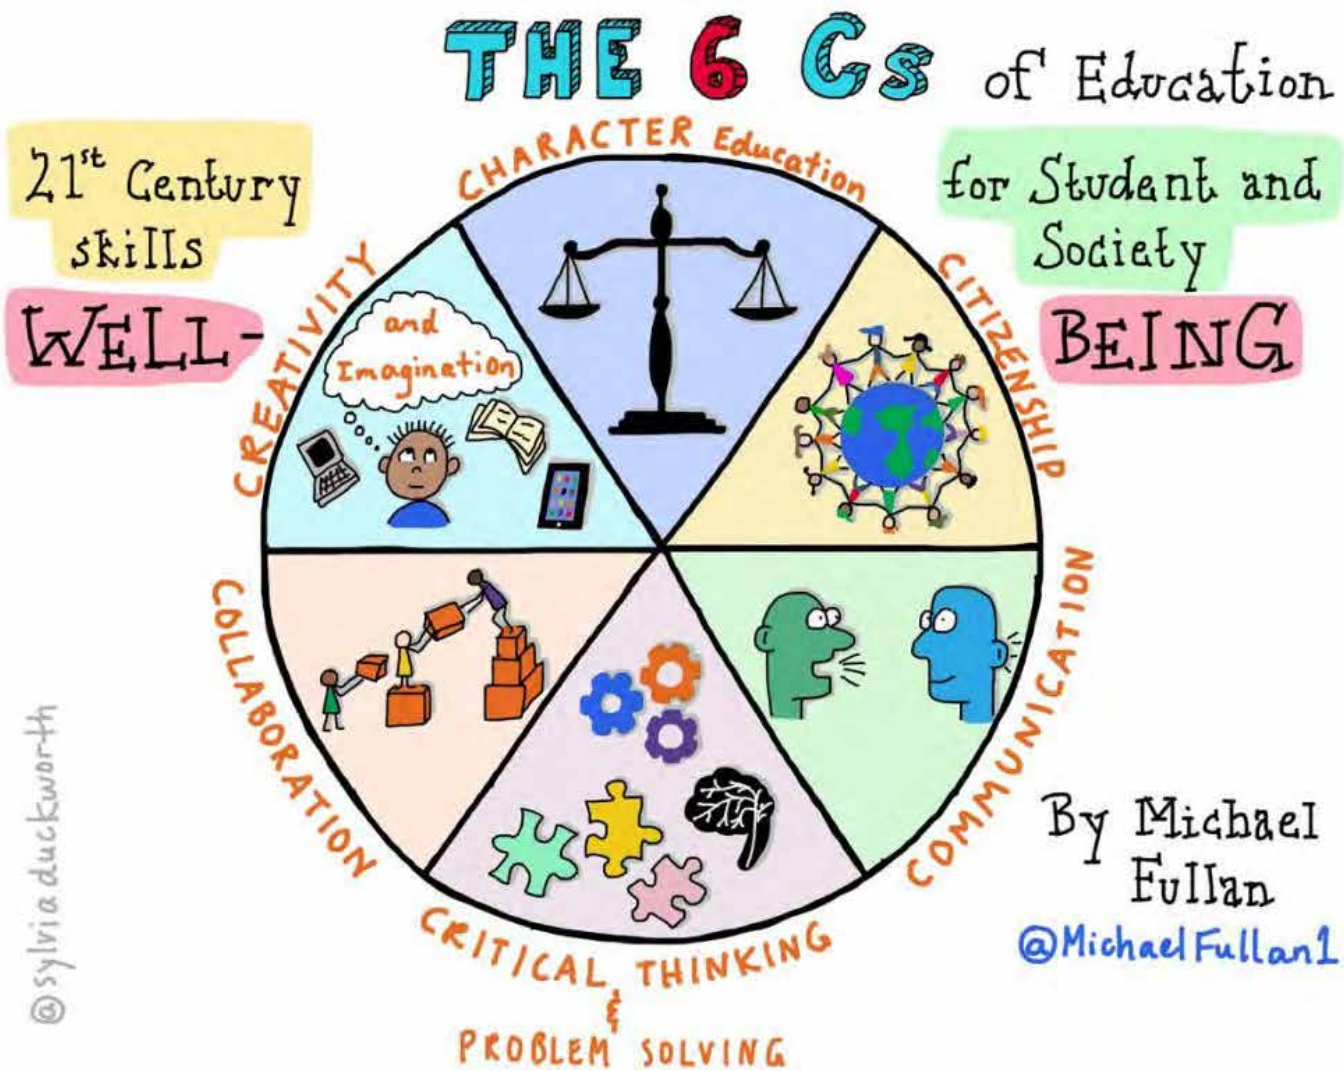 THE 6 Cs of Education
21st Century
skills
WELL-
for Student and
Society
BEING
CHARACTER Education
CITIZENSHIP
COMMUNICATION
CRITICAL THINKING
&
PROBLEM SOLVING
COLLABORATION
CREATIVITY
and
Imagination
By Michael
Fullan
@MichaelFullan1
@sylviaduckworth